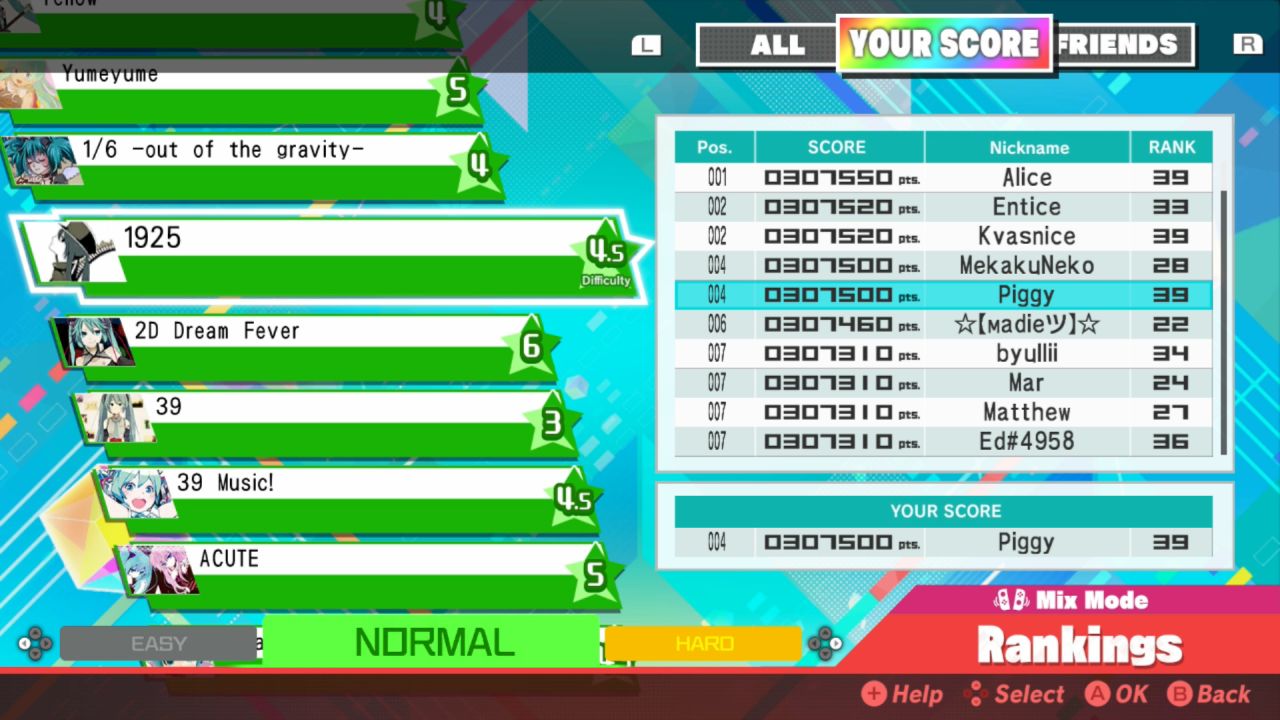 Yellow
4
L
ALL
YOUR SCORE
FRIENDS
R
Yumeyume
5
1/6 -out of the gravity-
4
1925
4.5
Difficulty
2D Dream Fever
6
39
3
39 Music!
4.5
ACUTE
5
Pos. SCORE Nickname RANK
001 0307550 pts. Alice 39
002 0307520 pts. Entice 33
002 0307520 pts. Kvasnice 39
004 0307500 pts. MekakuNeko 28
004 0307500 pts. Piggy 39
006 0307460 pts. ☆【ᴍadieツ】☆ 22
007 0307310 pts. byullii 34
007 0307310 pts. Mar 24
007 0307310 pts. Matthew 27
007 0307310 pts. Ed#4958 36
YOUR SCORE
004 0307500 pts. Piggy 39
Mix Mode
Rankings
EASY
NORMAL
HARD
+ Help Select A OK B Back